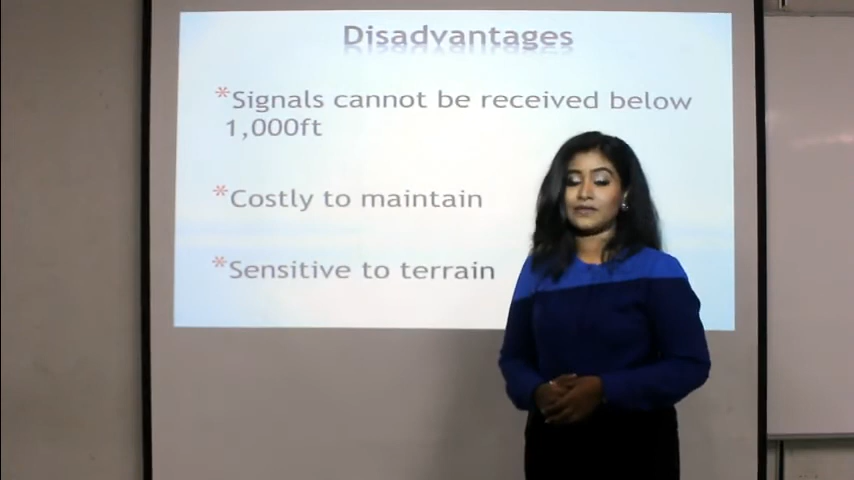 Disadvantages
*Signals cannot be received below
1,000ft
*Costly to maintain
*Sensitive to terrain